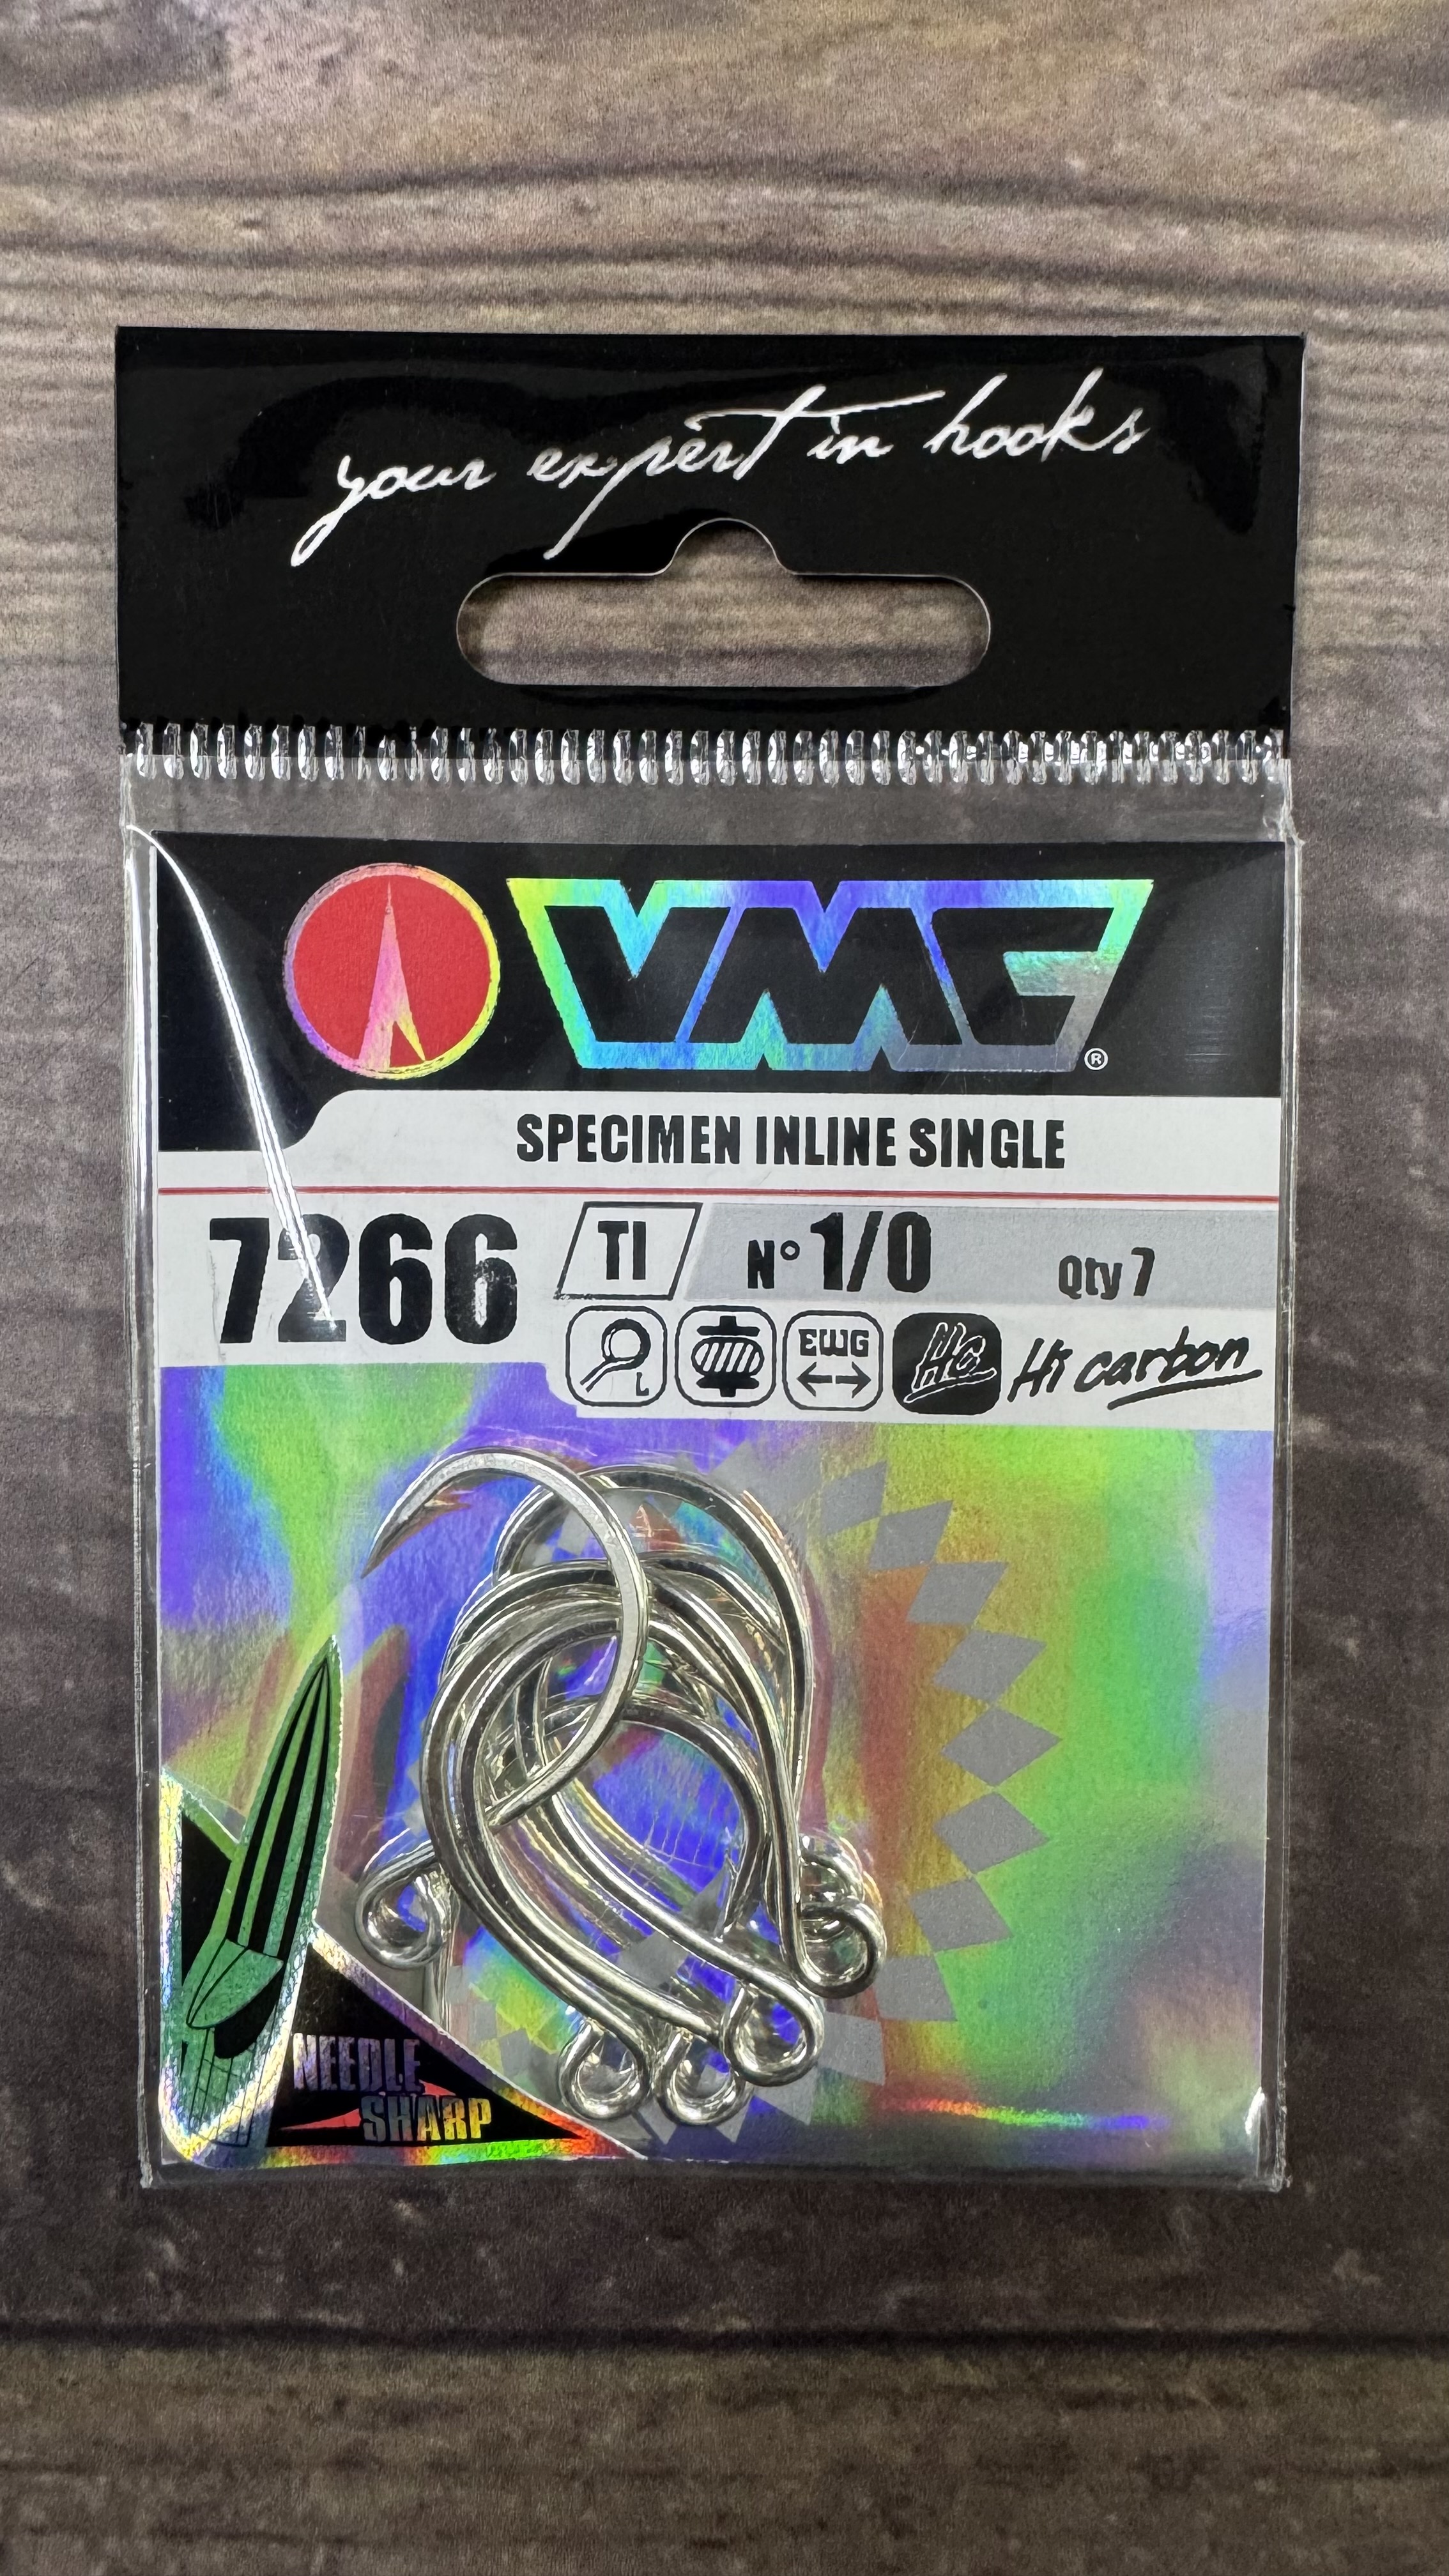 your expert in hooks
VMC®
SPECIMEN INLINE SINGLE
7266 TI N° 1/0 Qty 7
L EWG HC Hi carbon
NEEDLE
SHARP